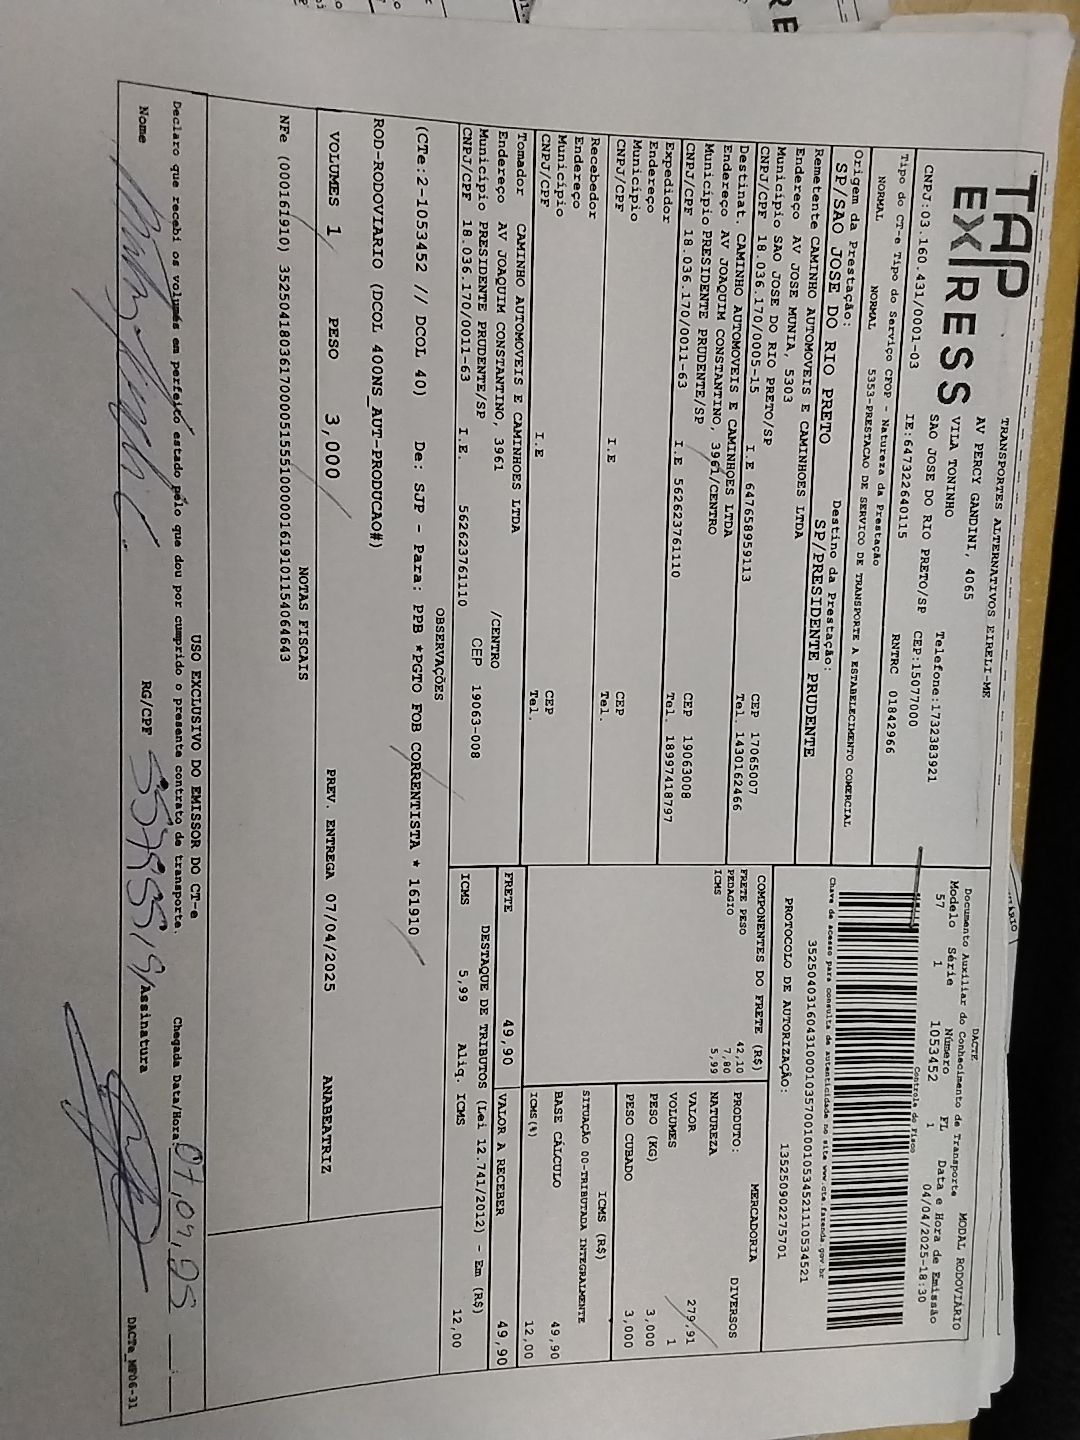 TAP
EXPRESS
TRANSPORTES ALTERNATIVOS EIRELI-ME
AV PERCY GANDINI, 4065
VILA TONINHO
SAO JOSE DO RIO PRETO/SP
Telefone:1732383921
CEP:15077000
CNPJ:03.160.431/0001-03
IE:647322640115
RNTRC 01842966
Tipo do CT-e Tipo do Serviço CFOP - Natureza da Prestação
NORMAL NORMAL 5353-PRESTACAO DE SERVICO DE TRANSPORTE A ESTABELECIMENTO COMERCIAL
Origem da Prestação: Destino da Prestação:
SP/SAO JOSE DO RIO PRETO SP/PRESIDENTE PRUDENTE
Remetente CAMINHO AUTOMOVEIS E CAMINHOES LTDA
Endereço AV JOSE MUNIA, 5303
Município SAO JOSE DO RIO PRETO/SP CEP 17065007
CNPJ/CPF 18.036.170/0005-15 I.E 647658959113 Tel. 1430162466
Destinat. CAMINHO AUTOMOVEIS E CAMINHOES LTDA
Endereço AV JOAQUIM CONSTANTINO, 3961/CENTRO
Município PRESIDENTE PRUDENTE/SP CEP 19063008
CNPJ/CPF 18.036.170/0011-63 I.E 562623761110 Tel. 18997418797
Expedidor
Endereço
Município CEP
CNPJ/CPF I.E Tel.
Recebedor
Endereço
Município CEP
CNPJ/CPF I.E Tel.
Tomador CAMINHO AUTOMOVEIS E CAMINHOES LTDA
Endereço AV JOAQUIM CONSTANTINO, 3961 /CENTRO
Município PRESIDENTE PRUDENTE/SP CEP 19063-008
CNPJ/CPF 18.036.170/0011-63 I.E. 562623761110
DACTE MODAL RODOVIÁRIO
Documento Auxiliar do Conhecimento de Transporte
Modelo Série Número FL Data e Hora de Emissão
57 1 1053452 1 04/04/2025-18:30
Controle do Fisco
Chave de acesso para consulta de autenticidade no site www.cte.fazenda.gov.br
35250403160431000103570010010534521110534521
PROTOCOLO DE AUTORIZAÇÃO: 135250902275701
COMPONENTES DO FRETE (R$)
FRETE PESO 42,10
PEDAGIO 7,80
ICMS 5,99
MERCADORIA
PRODUTO: DIVERSOS
NATUREZA
VALOR 279,91
VOLUMES 1
PESO (KG) 3,000
PESO CUBADO 3,000
ICMS (R$)
SITUAÇÃO 00-TRIBUTADA INTEGRALMENTE
BASE CÁLCULO 49,90
ICMS(%) 12,00
FRETE 49,90 VALOR A RECEBER 49,90
DESTAQUE DE TRIBUTOS (Lei 12.741/2012) - Em (R$)
ICMS 5,99 Aliq. ICMS 12,00
OBSERVAÇÕES
(CTe:2-1053452 // DCOL 40) De: SJP - Para: PPB *PGTO FOB CORRENTISTA * 161910
ROD-RODOVIARIO (DCOL 400NS_AUT-PRODUCAO#)
VOLUMES 1 PESO 3,000 PREV. ENTREGA 07/04/2025 ANABEATRIZ
NOTAS FISCAIS
NFe (000161910) 35250418036170000515551000001619101154064643
USO EXCLUSIVO DO EMISSOR DO CT-e
Declaro que recebi os volumes em perfeito estado pelo que dou por cumprido o presente contrato de transporte. Chegada Data/Hora 07,04,25
Nome RG/CPF /Assinatura
DACTe_MF06-31